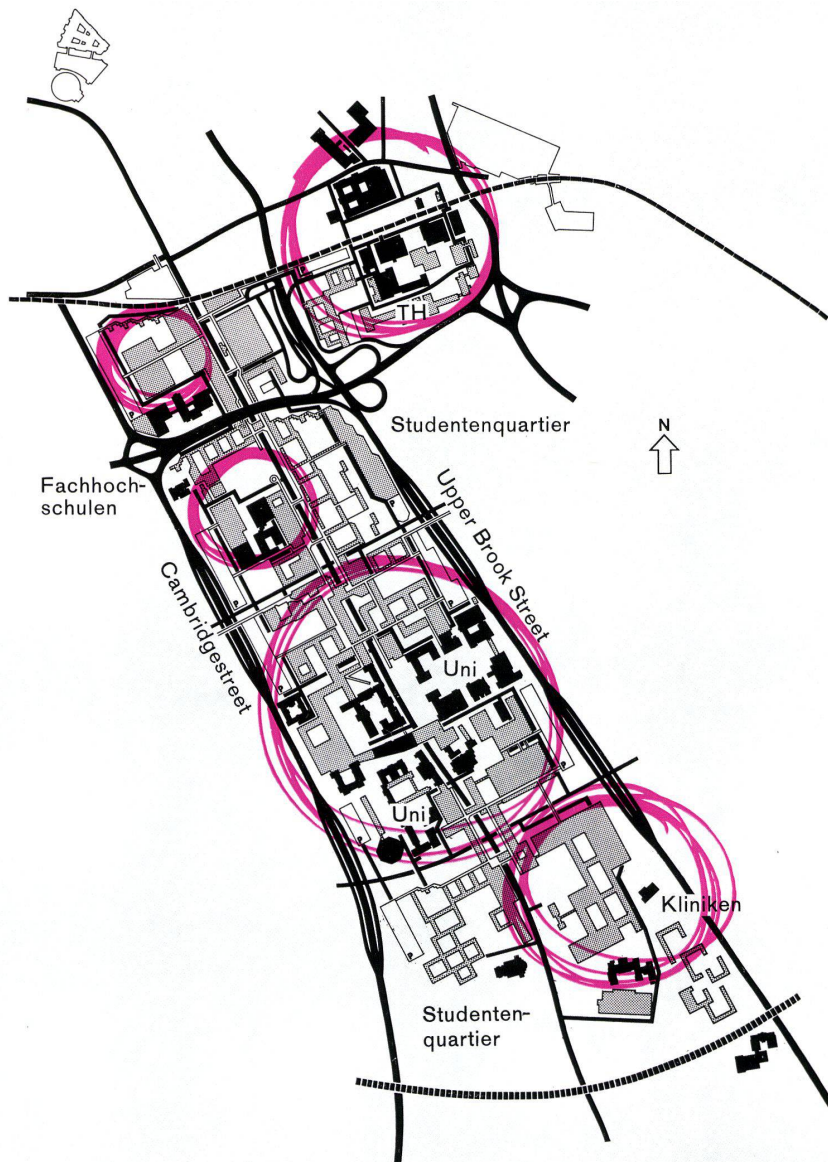 TH
Studentenquartier
N
Fachhoch-
schulen
Upper Brook Street
Cambridgestreet
Uni
Uni
Kliniken
Studenten-
quartier